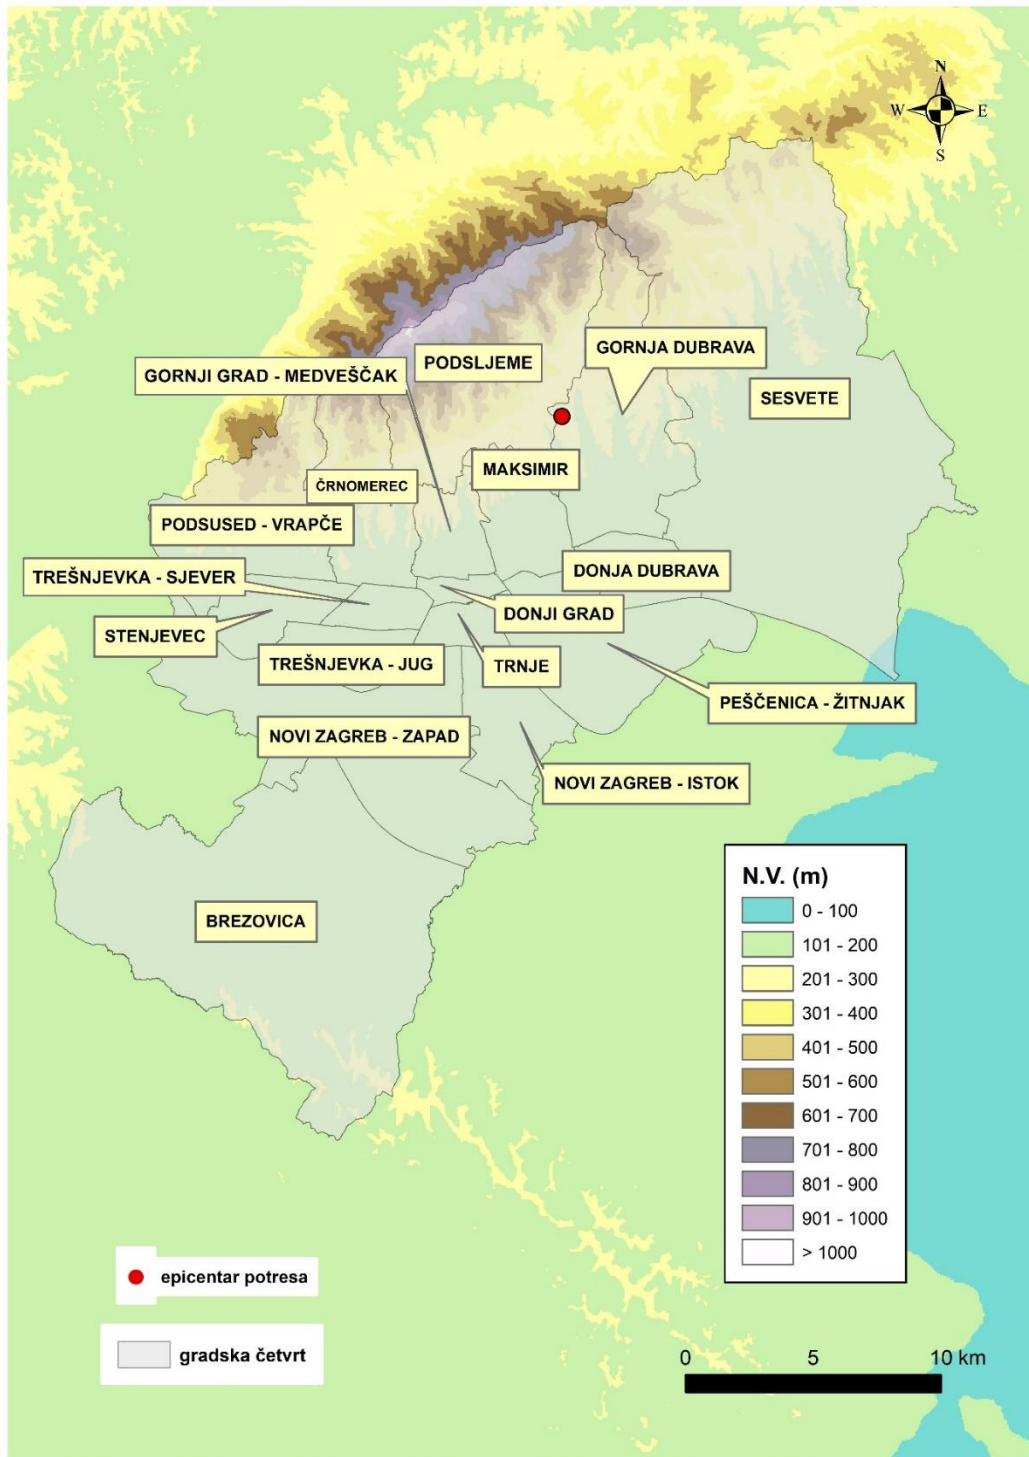 N
W E
S
GORNJA DUBRAVA
PODSLJEME
GORNJI GRAD - MEDVEŠČAK
SESVETE
MAKSIMIR
ČRNOMEREC
PODSUSED - VRAPČE
DONJA DUBRAVA
TREŠNJEVKA - SJEVER
DONJI GRAD
STENJEVEC
TREŠNJEVKA - JUG
TRNJE
PEŠČENICA - ŽITNJAK
NOVI ZAGREB - ZAPAD
NOVI ZAGREB - ISTOK
BREZOVICA
N.V. (m)
0 - 100
101 - 200
201 - 300
301 - 400
401 - 500
501 - 600
601 - 700
701 - 800
801 - 900
901 - 1000
> 1000
epicentar potresa
gradska četvrt
0 5 10 km